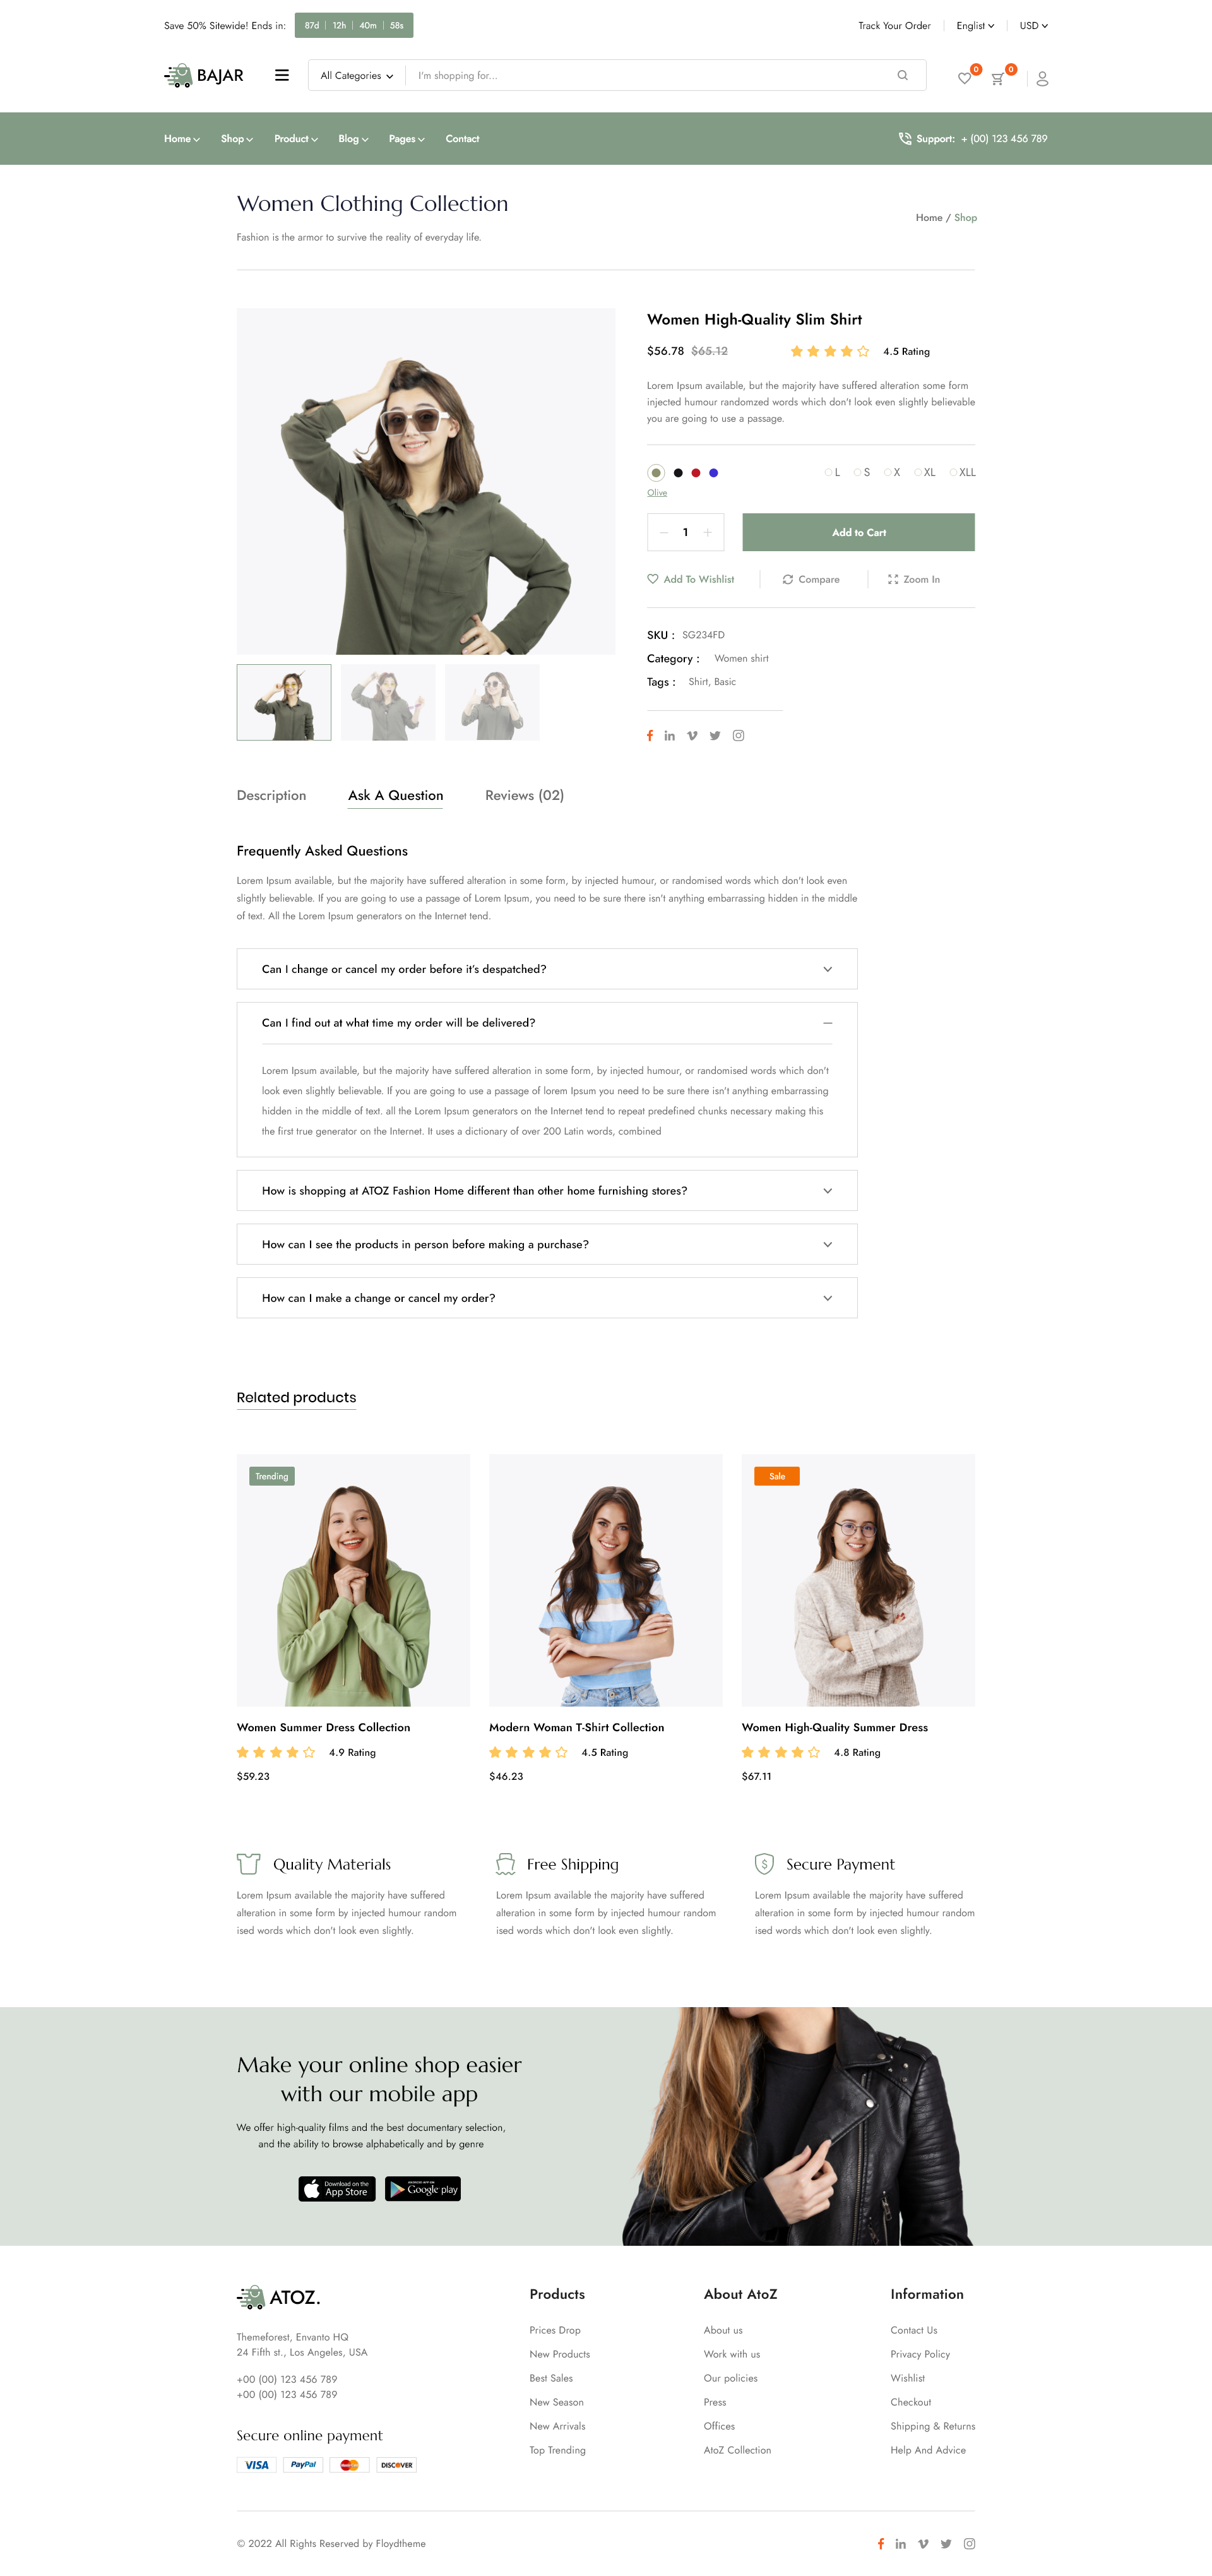 Save 50% Sitewide! Ends in: 87d 12h 40m 58s Track Your Order Englist USD
BAJAR All Categories I'm shopping for... 0 0
Home Shop Product Blog Pages Contact Support: + (00) 123 456 789
Women Clothing Collection
Home / Shop
Fashion is the armor to survive the reality of everyday life.
Women High-Quality Slim Shirt
$56.78 $65.12 4.5 Rating
Lorem Ipsum available, but the majority have suffered alteration some form
injected humour randomzed words which don't look even slightly believable
you are going to use a passage.
L S X XL XLL
Olive
1 Add to Cart
Add To Wishlist Compare Zoom In
SKU : SG234FD
Category : Women shirt
Tags : Shirt, Basic
Description Ask A Question Reviews (02)
Frequently Asked Questions
Lorem Ipsum available, but the majority have suffered alteration in some form, by injected humour, or randomised words which don't look even
slightly believable. If you are going to use a passage of Lorem Ipsum, you need to be sure there isn't anything embarrassing hidden in the middle
of text. All the Lorem Ipsum generators on the Internet tend.
Can I change or cancel my order before it's despatched?
Can I find out at what time my order will be delivered?
Lorem Ipsum available, but the majority have suffered alteration in some form, by injected humour, or randomised words which don't
look even slightly believable. If you are going to use a passage of lorem Ipsum you need to be sure there isn't anything embarrassing
hidden in the middle of text. all the Lorem Ipsum generators on the Internet tend to repeat predefined chunks necessary making this
the first true generator on the Internet. It uses a dictionary of over 200 Latin words, combined
How is shopping at ATOZ Fashion Home different than other home furnishing stores?
How can I see the products in person before making a purchase?
How can I make a change or cancel my order?
Related products
Trending Sale
Women Summer Dress Collection Modern Woman T-Shirt Collection Women High-Quality Summer Dress
4.9 Rating 4.5 Rating 4.8 Rating
$59.23 $46.23 $67.11
Quality Materials Free Shipping Secure Payment
Lorem Ipsum available the majority have suffered
alteration in some form by injected humour random
ised words which don't look even slightly.
Lorem Ipsum available the majority have suffered
alteration in some form by injected humour random
ised words which don't look even slightly.
Lorem Ipsum available the majority have suffered
alteration in some form by injected humour random
ised words which don't look even slightly.
Make your online shop easier
with our mobile app
We offer high-quality films and the best documentary selection,
and the ability to browse alphabetically and by genre
Download on the
App Store
ANDROID APP ON
Google play
ATOZ.
Themeforest, Envanto HQ
24 Fifth st., Los Angeles, USA
+00 (00) 123 456 789
+00 (00) 123 456 789
Secure online payment
VISA PayPal MasterCard DISCOVER
Products
Prices Drop
New Products
Best Sales
New Season
New Arrivals
Top Trending
About AtoZ
About us
Work with us
Our policies
Press
Offices
AtoZ Collection
Information
Contact Us
Privacy Policy
Wishlist
Checkout
Shipping & Returns
Help And Advice
© 2022 All Rights Reserved by Floydtheme